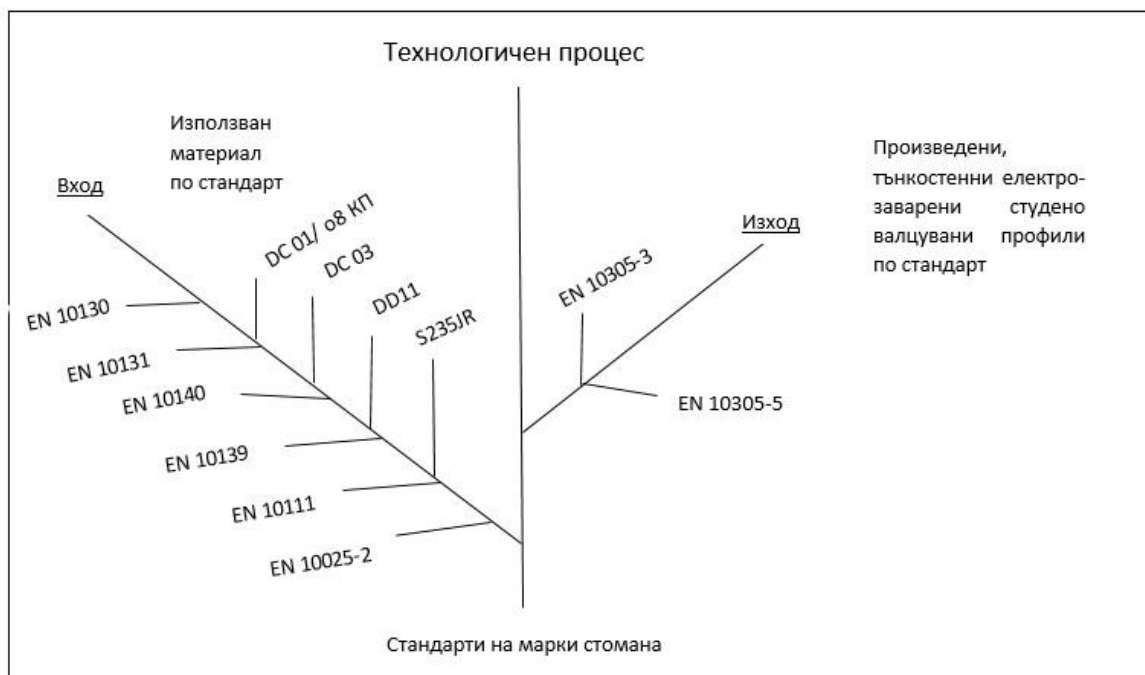 Технологичен процес
Използван
материал
по стандарт
Вход
Произведени,
тънкостенни електро-
заварени студено
валцувани профили
по стандарт
Изход
DC 01/ o8 КП
DC 03
DD11
S235JR
EN 10130
EN 10131
EN 10140
EN 10139
EN 10111
EN 10025-2
EN 10305-3
EN 10305-5
Стандарти на марки стомана